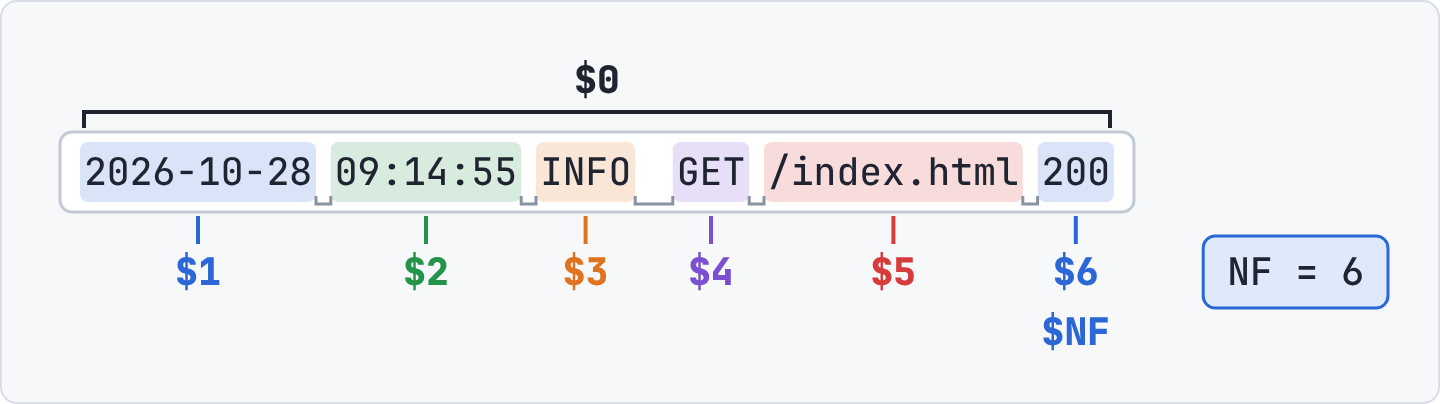 $0
2026-10-28 09:14:55 INFO  GET /index.html 200
$1 $2 $3 $4 $5 $6
NF = 6
$NF